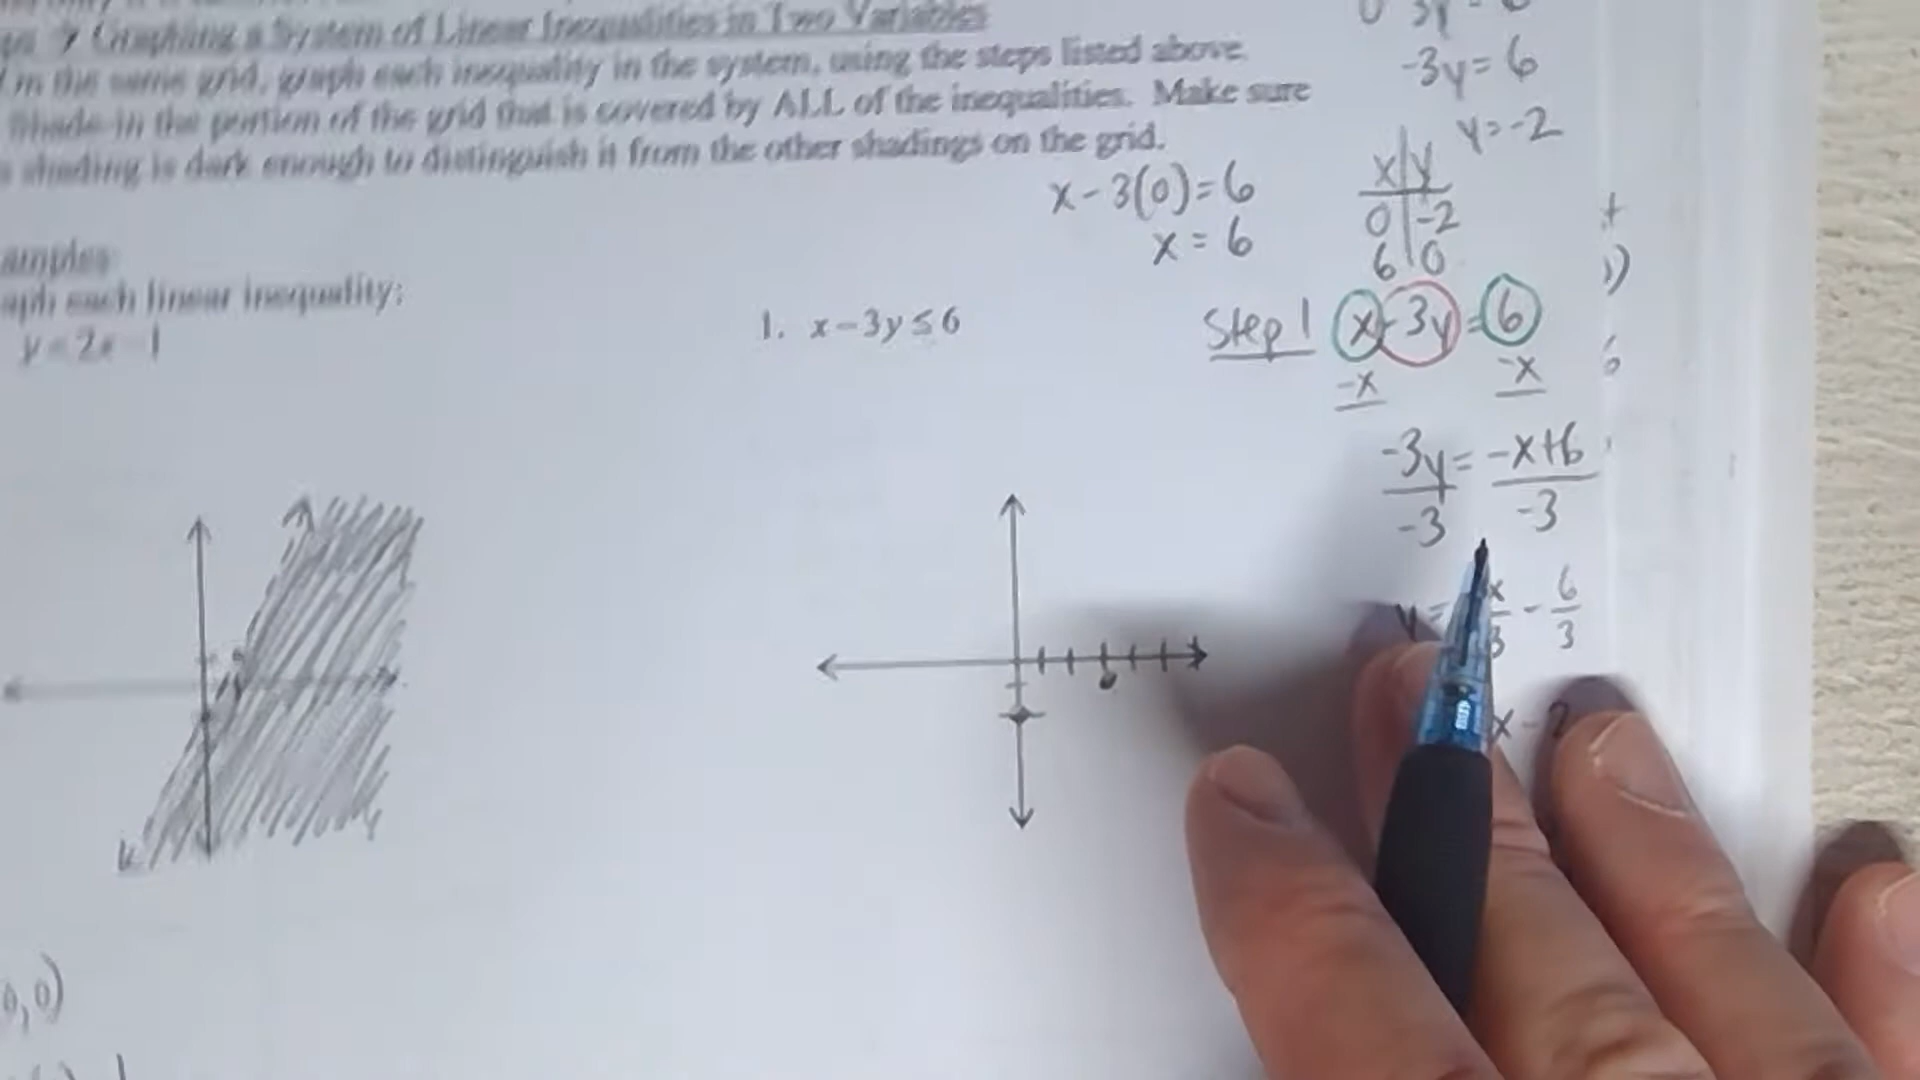 Graphing a System of Linear Inequalities in Two Variables
the same grid, graph each inequality in the system, using the steps listed above.
Shade in the portion of the grid that is covered by ALL of the inequalities. Make sure
shading is dark enough to distinguish it from the other shadings on the grid.
-3y = 6
y = -2
x - 3(0) = 6
x = 6
x y
0 -2
6 0
each linear inequality:
1. x – 3y ≤ 6
Step 1 x - 3y = 6
-x -x
-3y = -x+6
-3 -3
y = x/3 - 6/3
x - 2
0,0)